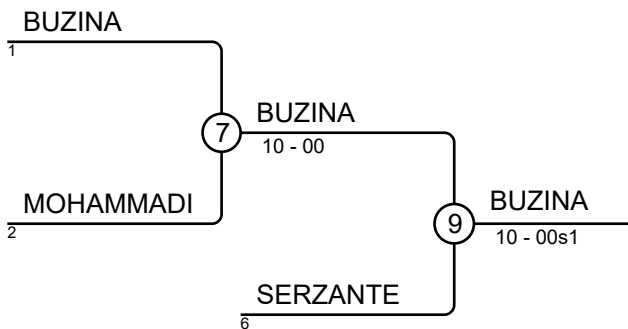 BUZINA
1
7
BUZINA
10 - 00
MOHAMMADI
2
9
BUZINA
10 - 00s1
SERZANTE
6